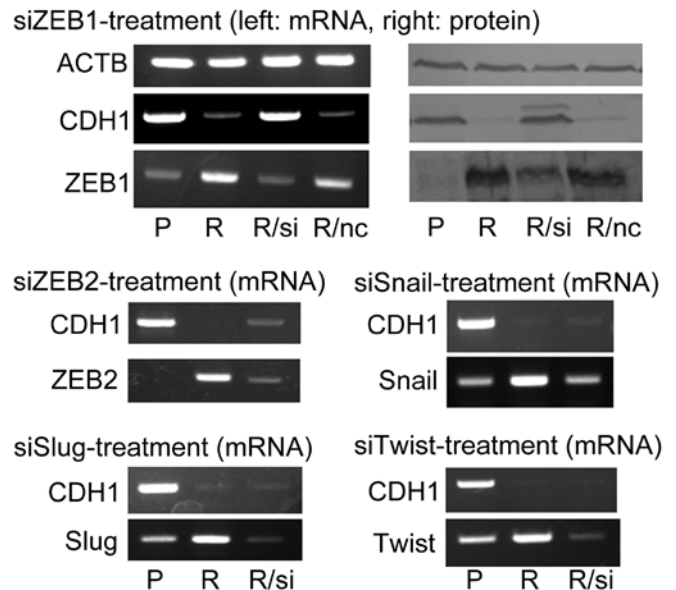 siZEB1-treatment (left: mRNA, right: protein)
ACTB
CDH1
ZEB1
P R R/si R/nc P R R/si R/nc
siZEB2-treatment (mRNA) siSnail-treatment (mRNA)
CDH1 CDH1
ZEB2 Snail
siSlug-treatment (mRNA) siTwist-treatment (mRNA)
CDH1 CDH1
Slug Twist
P R R/si P R R/si